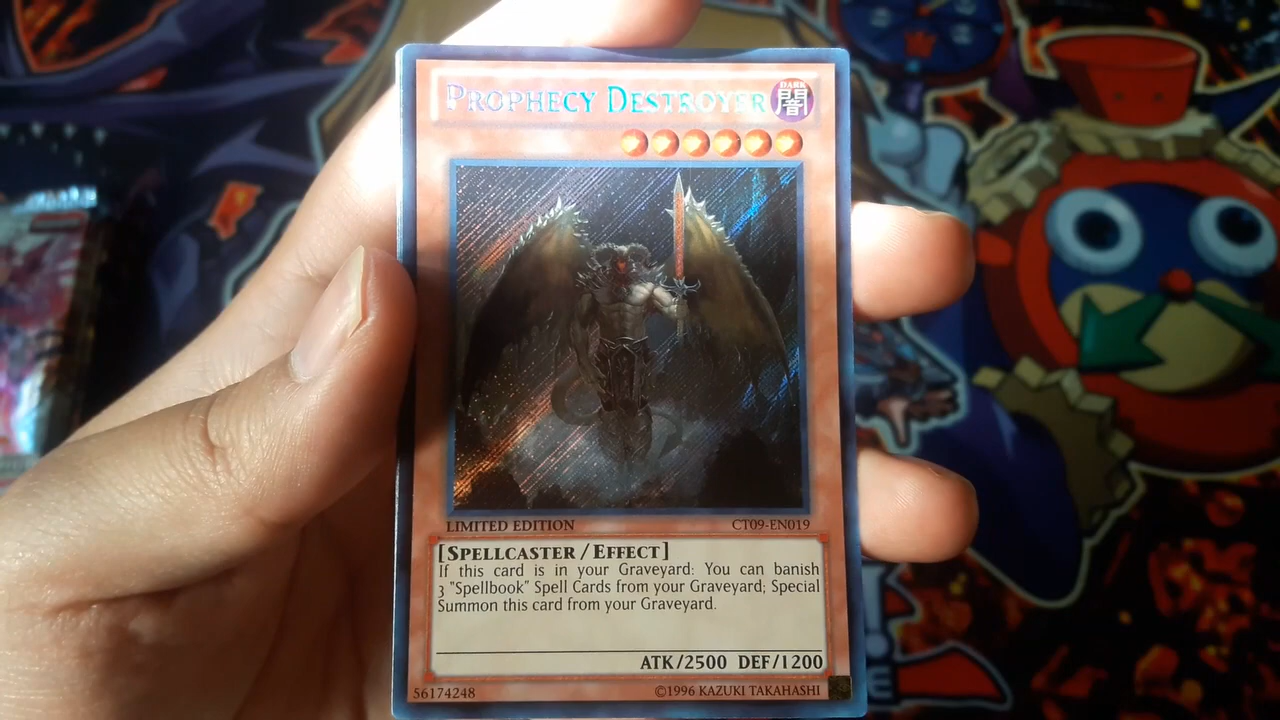 PROPHECY DESTROYER
DARK
闇
LIMITED EDITION
CT09-EN019
[SPELLCASTER / EFFECT]
If this card is in your Graveyard: You can banish
3 "Spellbook" Spell Cards from your Graveyard; Special
Summon this card from your Graveyard.
ATK/2500 DEF/1200
56174248
©1996 KAZUKI TAKAHASHI